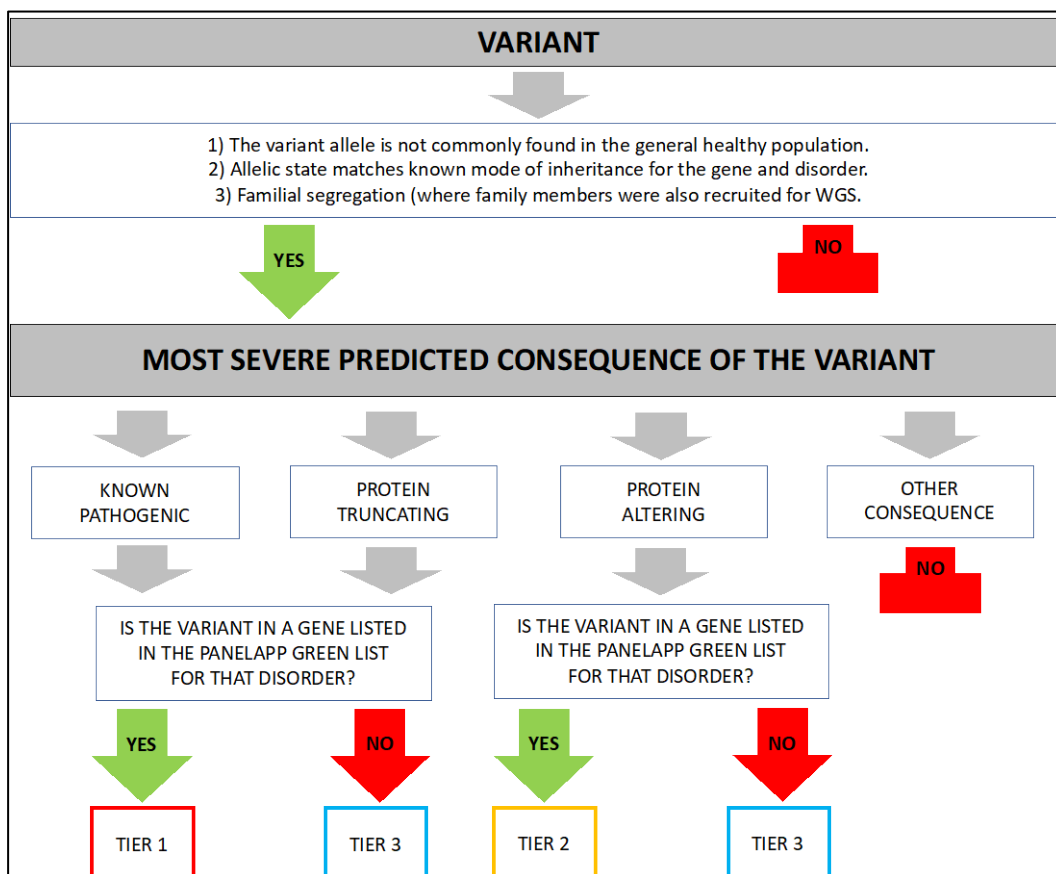 VARIANT
1) The variant allele is not commonly found in the general healthy population.
2) Allelic state matches known mode of inheritance for the gene and disorder.
3) Familial segregation (where family members were also recruited for WGS.
YES
NO
MOST SEVERE PREDICTED CONSEQUENCE OF THE VARIANT
KNOWN
PATHOGENIC
PROTEIN
TRUNCATING
PROTEIN
ALTERING
OTHER
CONSEQUENCE
NO
IS THE VARIANT IN A GENE LISTED
IN THE PANELAPP GREEN LIST
FOR THAT DISORDER?
IS THE VARIANT IN A GENE LISTED
IN THE PANELAPP GREEN LIST
FOR THAT DISORDER?
YES
NO
YES
NO
TIER 1
TIER 3
TIER 2
TIER 3